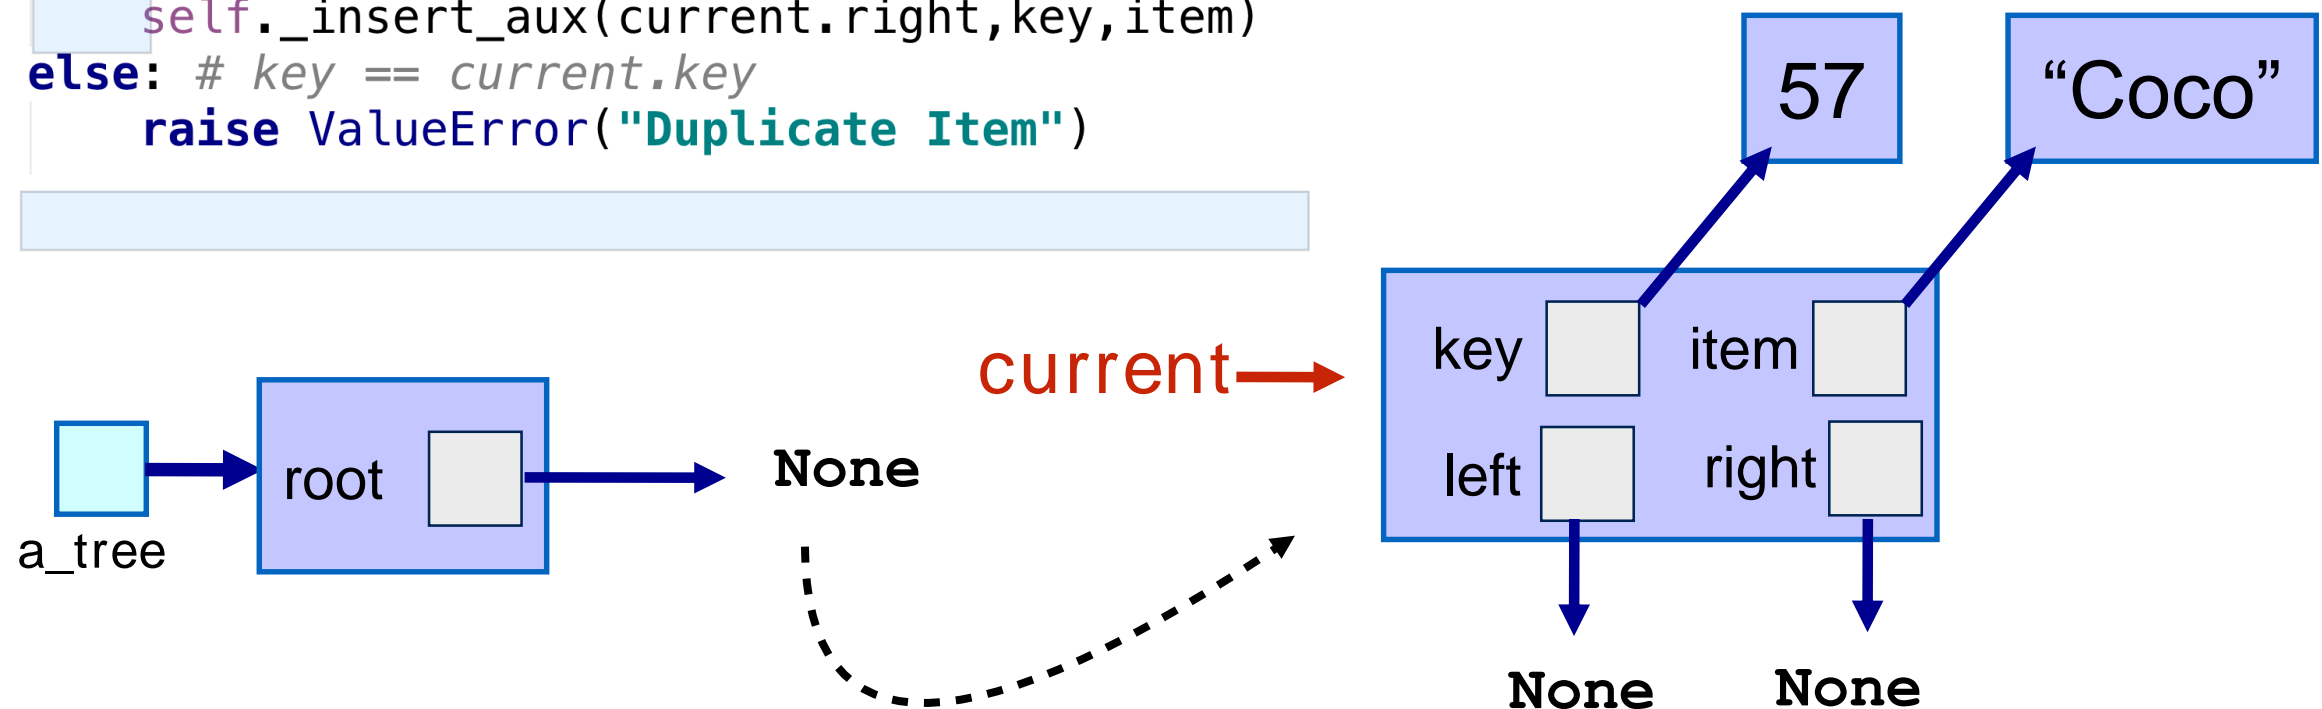 self._insert_aux(current.right,key,item)
else: # key == current.key
raise ValueError("Duplicate Item")
57
“Coco”
current
key
item
left
right
root
None
a_tree
None
None